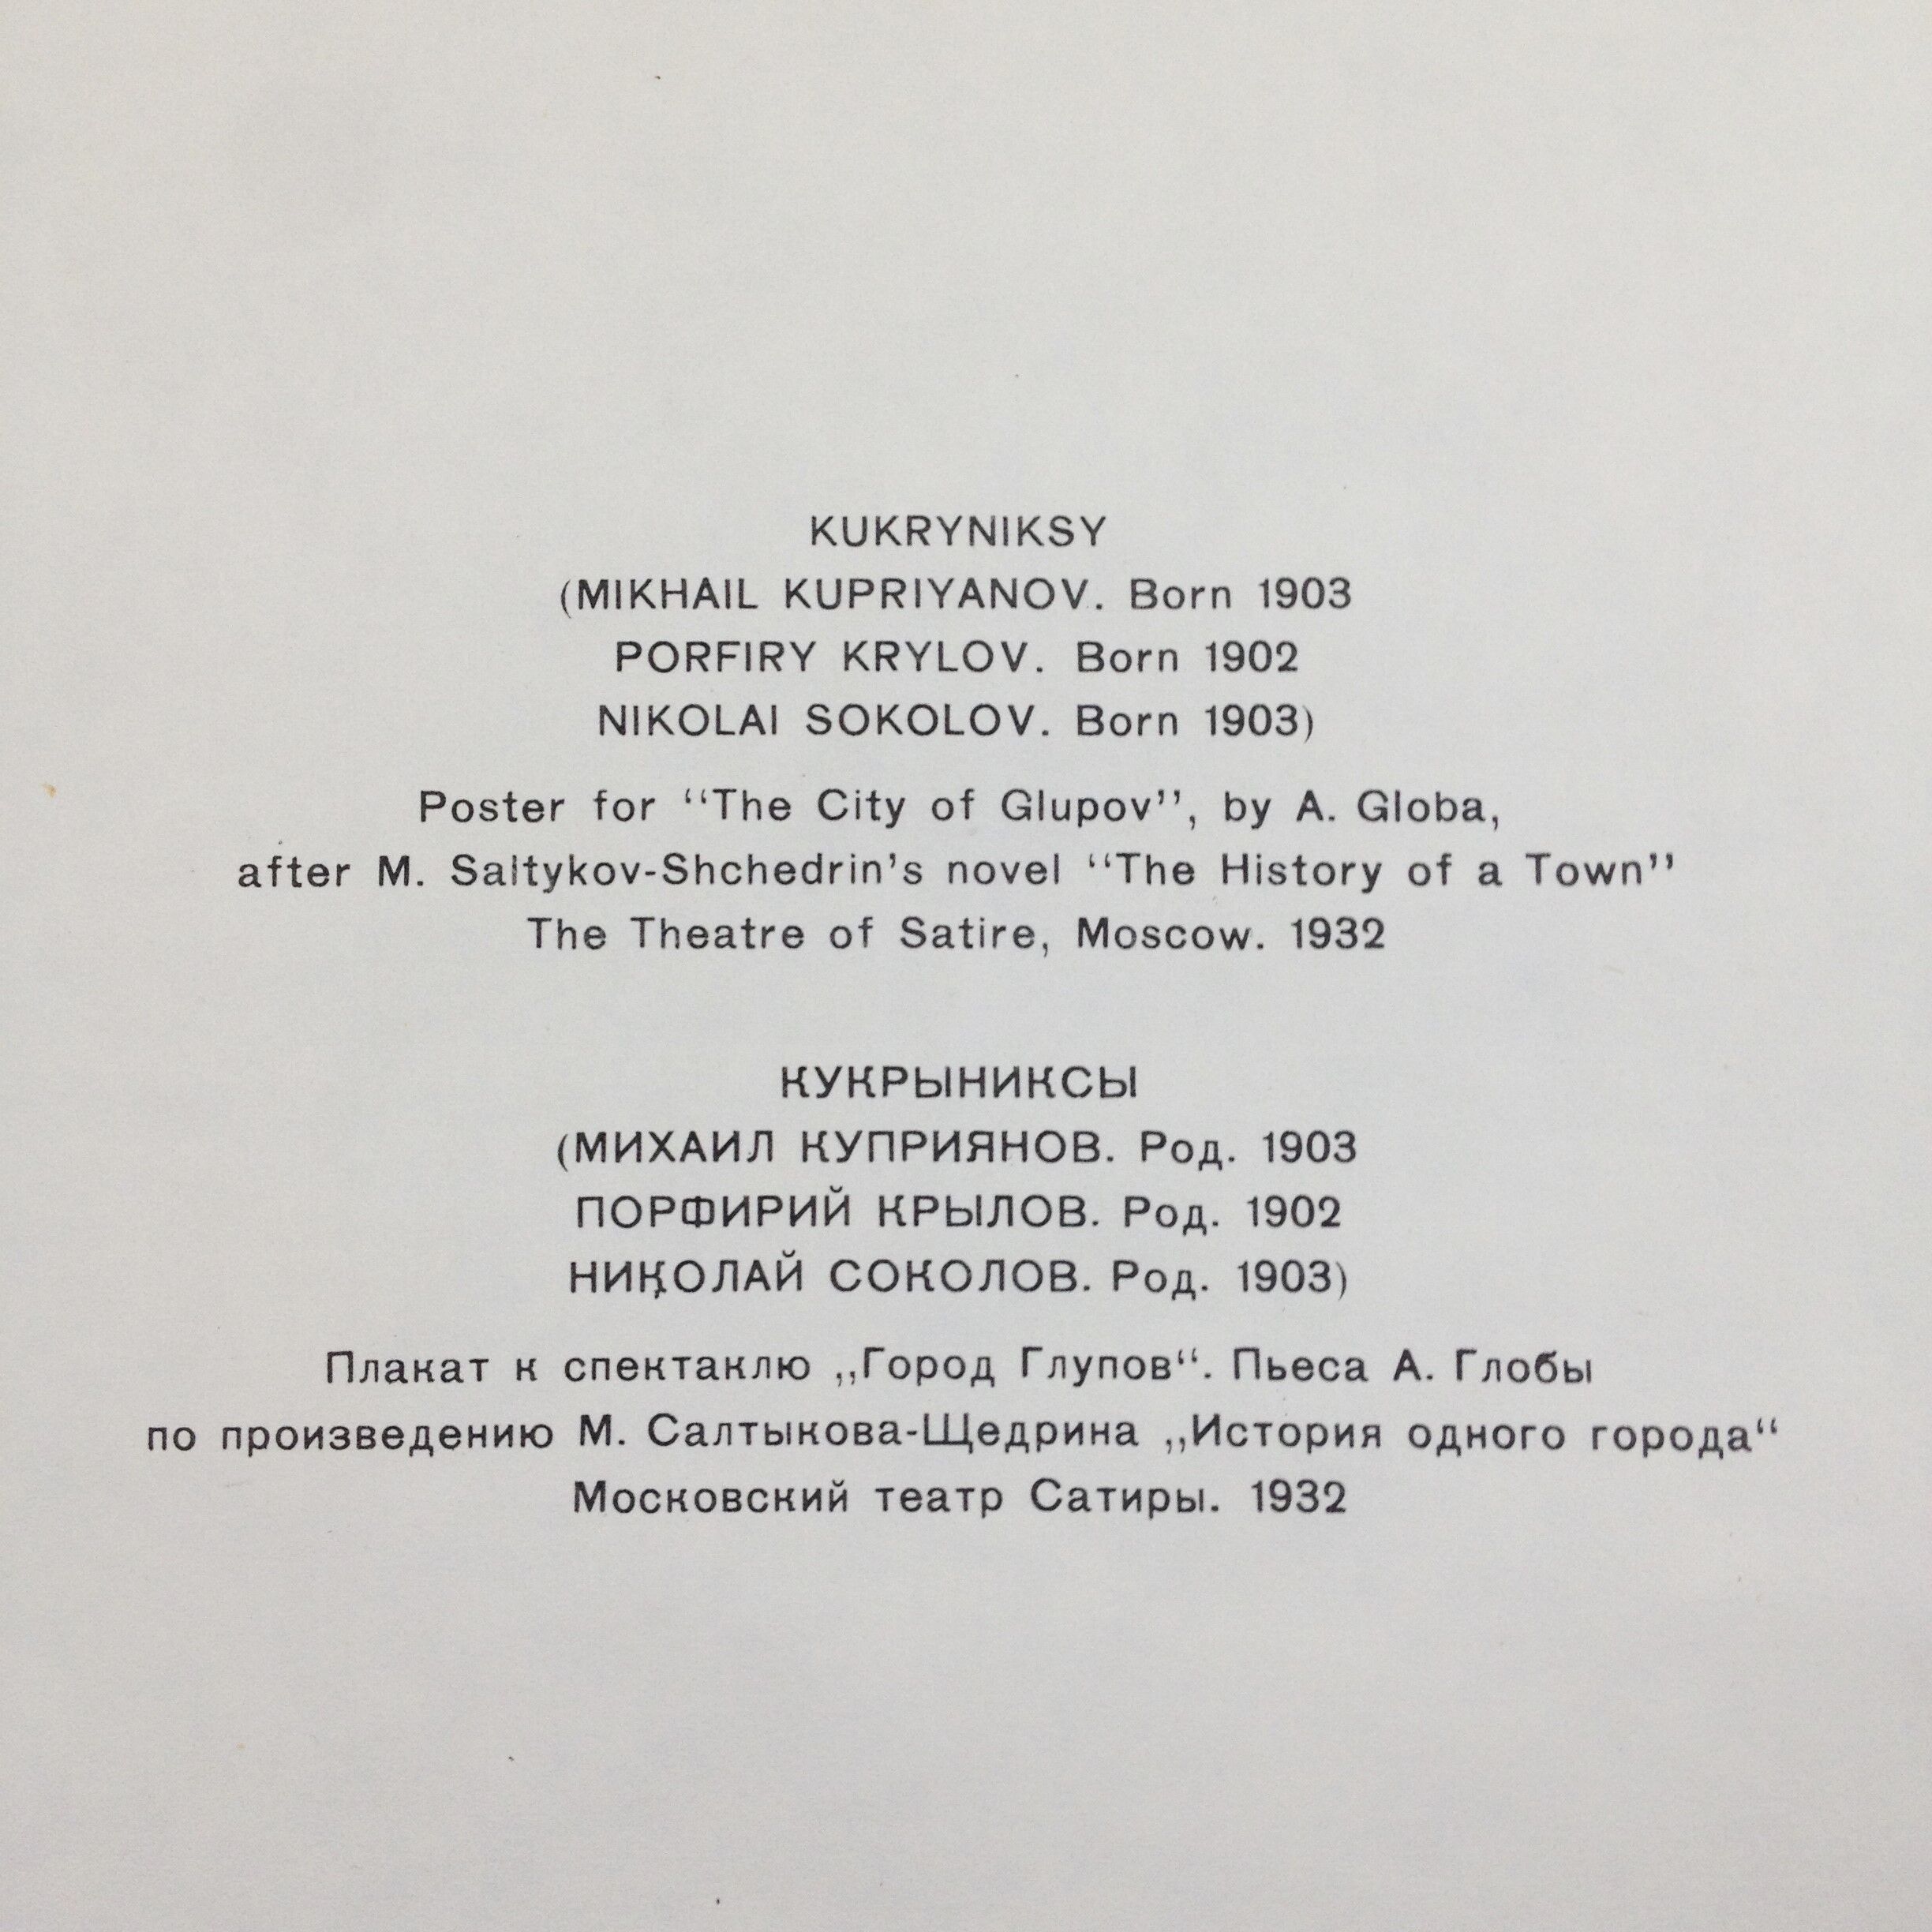 KUKRYNIKSY
(MIKHAIL KUPRIYANOV. Born 1903
PORFIRY KRYLOV. Born 1902
NIKOLAI SOKOLOV. Born 1903)
Poster for “The City of Glupov”, by A. Globa,
after M. Saltykov-Shchedrin’s novel “The History of a Town”
The Theatre of Satire, Moscow. 1932
КУКРЫНИКСЫ
(МИХАИЛ КУПРИЯНОВ. Род. 1903
ПОРФИРИЙ КРЫЛОВ. Род. 1902
НИКОЛАЙ СОКОЛОВ. Род. 1903)
Плакат к спектаклю „Город Глупов“. Пьеса А. Глобы
по произведению М. Салтыкова-Щедрина „История одного города“
Московский театр Сатиры. 1932